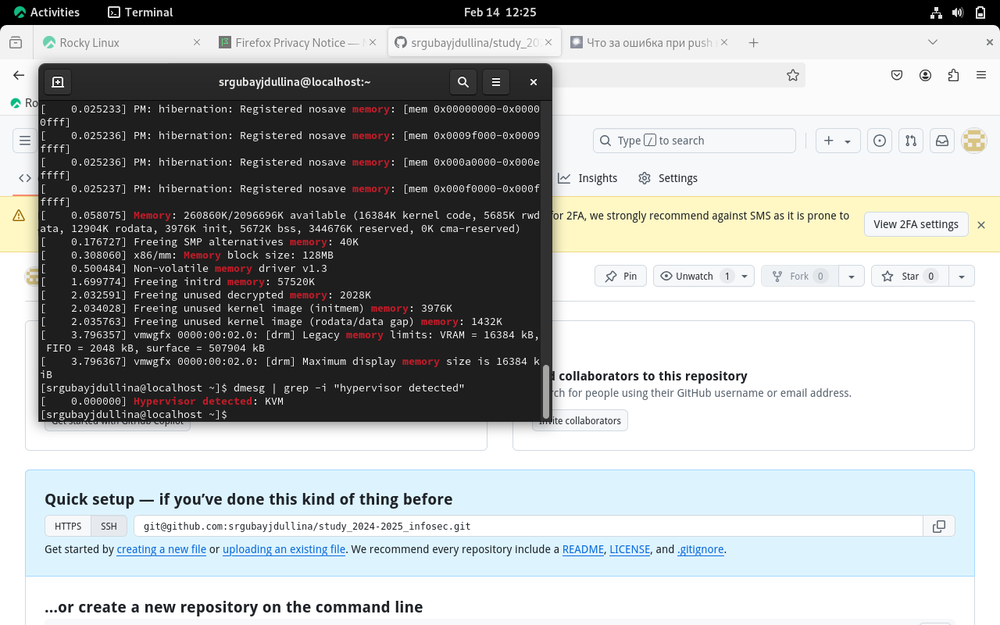 Activities
Terminal
Feb 14 12:25
Rocky Linux
Firefox Privacy Notice —
srgubayjdullina/study_20
Что за ошибка при push
srgubayjdullina@localhost:~
Ro
[    0.025233] PM: hibernation: Registered nosave memory: [mem 0x00000000-0x0000
0fff]
[    0.025236] PM: hibernation: Registered nosave memory: [mem 0x0009f000-0x0009
ffff]
[    0.025236] PM: hibernation: Registered nosave memory: [mem 0x000a0000-0x000e
ffff]
[    0.025237] PM: hibernation: Registered nosave memory: [mem 0x000f0000-0x000f
ffff]
[    0.058075] Memory: 260860K/2096696K available (16384K kernel code, 5685K rwd
ata, 12904K rodata, 3976K init, 5672K bss, 344676K reserved, 0K cma-reserved)
[    0.176727] Freeing SMP alternatives memory: 40K
[    0.308060] x86/mm: Memory block size: 128MB
[    0.500484] Non-volatile memory driver v1.3
[    1.699774] Freeing initrd memory: 57520K
[    2.032591] Freeing unused decrypted memory: 2028K
[    2.034028] Freeing unused kernel image (initmem) memory: 3976K
[    2.035763] Freeing unused kernel image (rodata/data gap) memory: 1432K
[    3.796357] vmwgfx 0000:00:02.0: [drm] Legacy memory limits: VRAM = 16384 kB,
 FIFO = 2048 kB, surface = 507904 kB
[    3.796367] vmwgfx 0000:00:02.0: [drm] Maximum display memory size is 16384 k
iB
[srgubayjdullina@localhost ~]$ dmesg | grep -i "hypervisor detected"
[    0.000000] Hypervisor detected: KVM
[srgubayjdullina@localhost ~]$
Type / to search
Insights
Settings
for 2FA, we strongly recommend against SMS as it is prone to
View 2FA settings
Pin
Unwatch 1
Fork 0
Star 0
d collaborators to this repository
rch for people using their GitHub username or email address.
Get started with GitHub Copilot
Invite collaborators
Quick setup — if you’ve done this kind of thing before
HTTPS
SSH
git@github.com:srgubayjdullina/study_2024-2025_infosec.git
Get started by creating a new file or uploading an existing file. We recommend every repository include a README, LICENSE, and .gitignore.
…or create a new repository on the command line